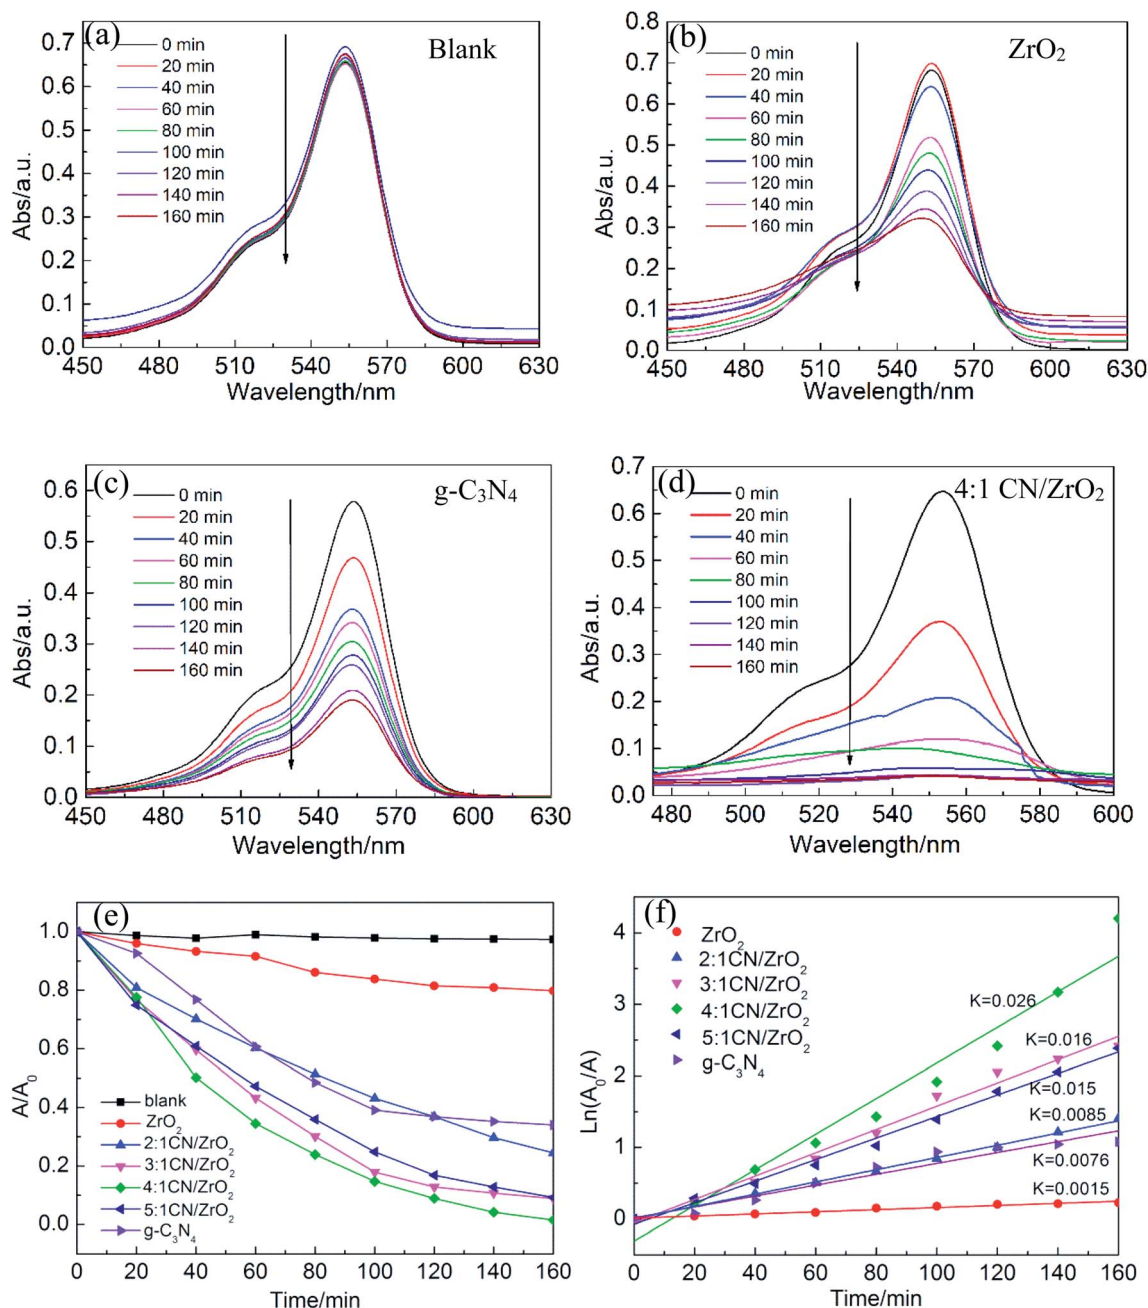 (a)
Blank
0 min
20 min
40 min
60 min
80 min
100 min
120 min
140 min
160 min
Abs/a.u.
0.7
0.6
0.5
0.4
0.3
0.2
0.1
0.0
450 480 510 540 570 600 630
Wavelength/nm
(b)
ZrO2
0 min
20 min
40 min
60 min
80 min
100 min
120 min
140 min
160 min
Abs/a.u.
0.8
0.7
0.6
0.5
0.4
0.3
0.2
0.1
0.0
450 480 510 540 570 600 630
Wavelength/nm
(c)
g-C3N4
0 min
20 min
40 min
60 min
80 min
100 min
120 min
140 min
160 min
Abs/a.u.
0.6
0.5
0.4
0.3
0.2
0.1
0.0
450 480 510 540 570 600 630
Wavelength/nm
(d)
4:1 CN/ZrO2
0 min
20 min
40 min
60 min
80 min
100 min
120 min
140 min
160 min
Abs/a.u.
0.7
0.6
0.5
0.4
0.3
0.2
0.1
0.0
480 500 520 540 560 580 600
Wavelength/nm
(e)
A/A0
1.0
0.8
0.6
0.4
0.2
0.0
blank
ZrO2
2:1CN/ZrO2
3:1CN/ZrO2
4:1CN/ZrO2
5:1CN/ZrO2
g-C3N4
0 20 40 60 80 100 120 140 160
Time/min
(f)
Ln(A0/A)
4
3
2
1
0
ZrO2
2:1CN/ZrO2
3:1CN/ZrO2
4:1CN/ZrO2
5:1CN/ZrO2
g-C3N4
K=0.026
K=0.016
K=0.015
K=0.0085
K=0.0076
K=0.0015
0 20 40 60 80 100 120 140 160
Time/min